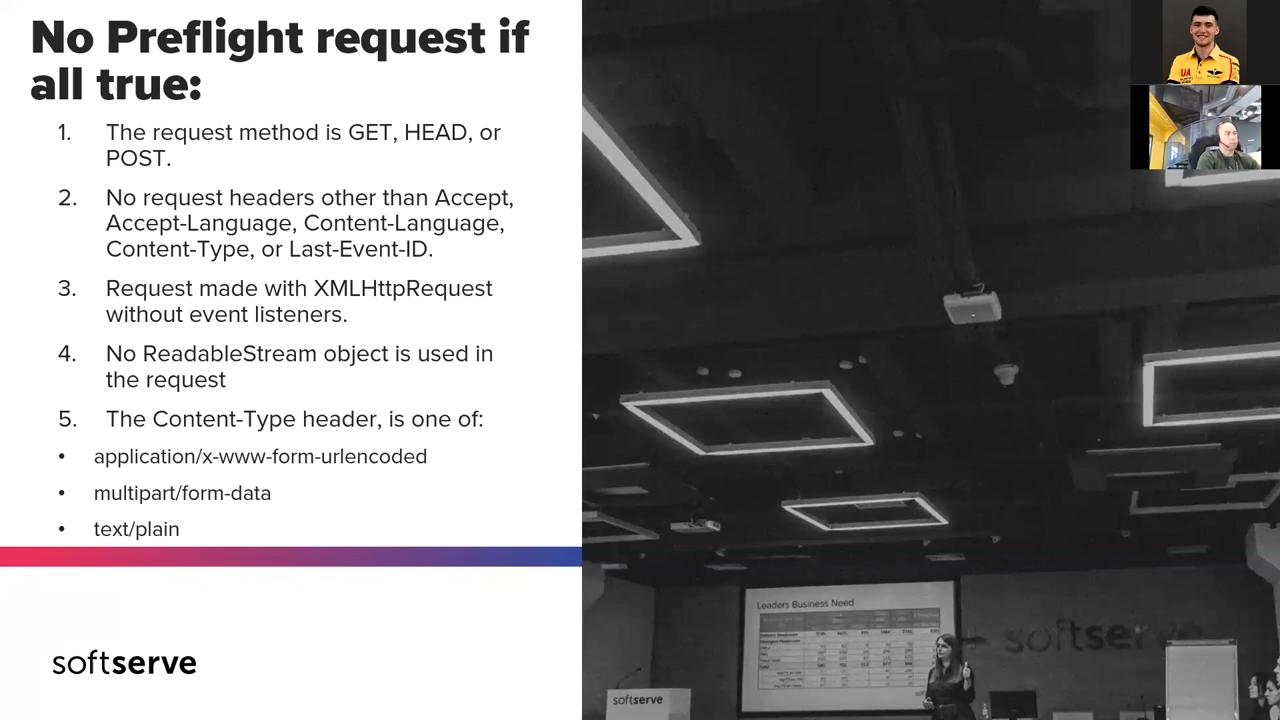 No Preflight request if
all true:
1. The request method is GET, HEAD, or
POST.
2. No request headers other than Accept,
Accept-Language, Content-Language,
Content-Type, or Last-Event-ID.
3. Request made with XMLHttpRequest
without event listeners.
4. No ReadableStream object is used in
the request
5. The Content-Type header, is one of:
• application/x-www-form-urlencoded
• multipart/form-data
• text/plain
softserve
UA
Leaders Business Need
softserve
softserve